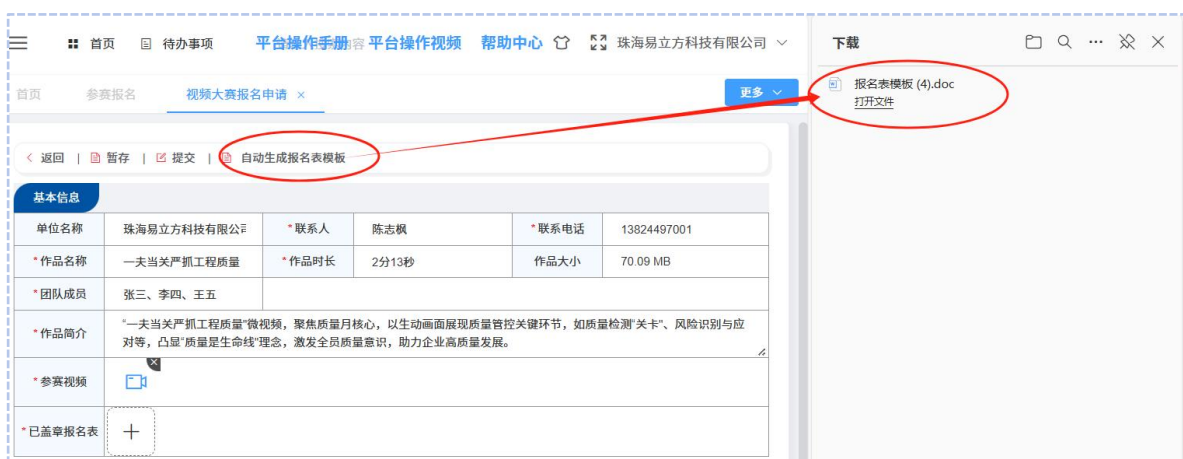 首页 待办事项 平台操作手册 内容 平台操作视频 帮助中心 珠海易立方科技有限公司
下载
首页 参赛报名 视频大赛报名申请 × 更多
报名表模板 (4).doc
打开文件
返回 | 暂存 | 提交 | 自动生成报名表模板
基本信息
单位名称 珠海易立方科技有限公司 *联系人 陈志枫 *联系电话 13824497001
*作品名称 一夫当关严抓工程质量 *作品时长 2分13秒 作品大小 70.09 MB
*团队成员 张三、李四、王五
*作品简介 “一夫当关严抓工程质量”微视频，聚焦质量月核心，以生动画面展现质量管控关键环节，如质量检测“关卡”、风险识别与应
对等，凸显“质量是生命线”理念，激发全员质量意识，助力企业高质量发展。
*参赛视频
*已盖章报名表